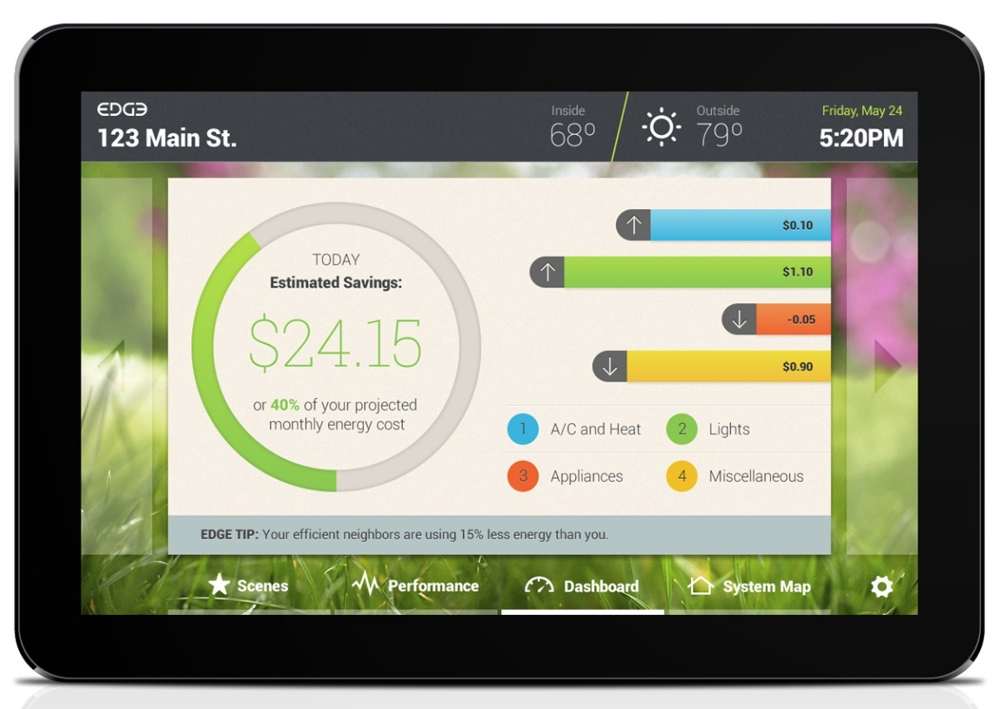 EDGE
123 Main St.
Inside
68°
Outside
79°
Friday, May 24
5:20PM
TODAY
Estimated Savings:
$24.15
or 40% of your projected
monthly energy cost
$0.10
$1.10
-0.05
$0.90
1 A/C and Heat
2 Lights
3 Appliances
4 Miscellaneous
EDGE TIP: Your efficient neighbors are using 15% less energy than you.
Scenes
Performance
Dashboard
System Map